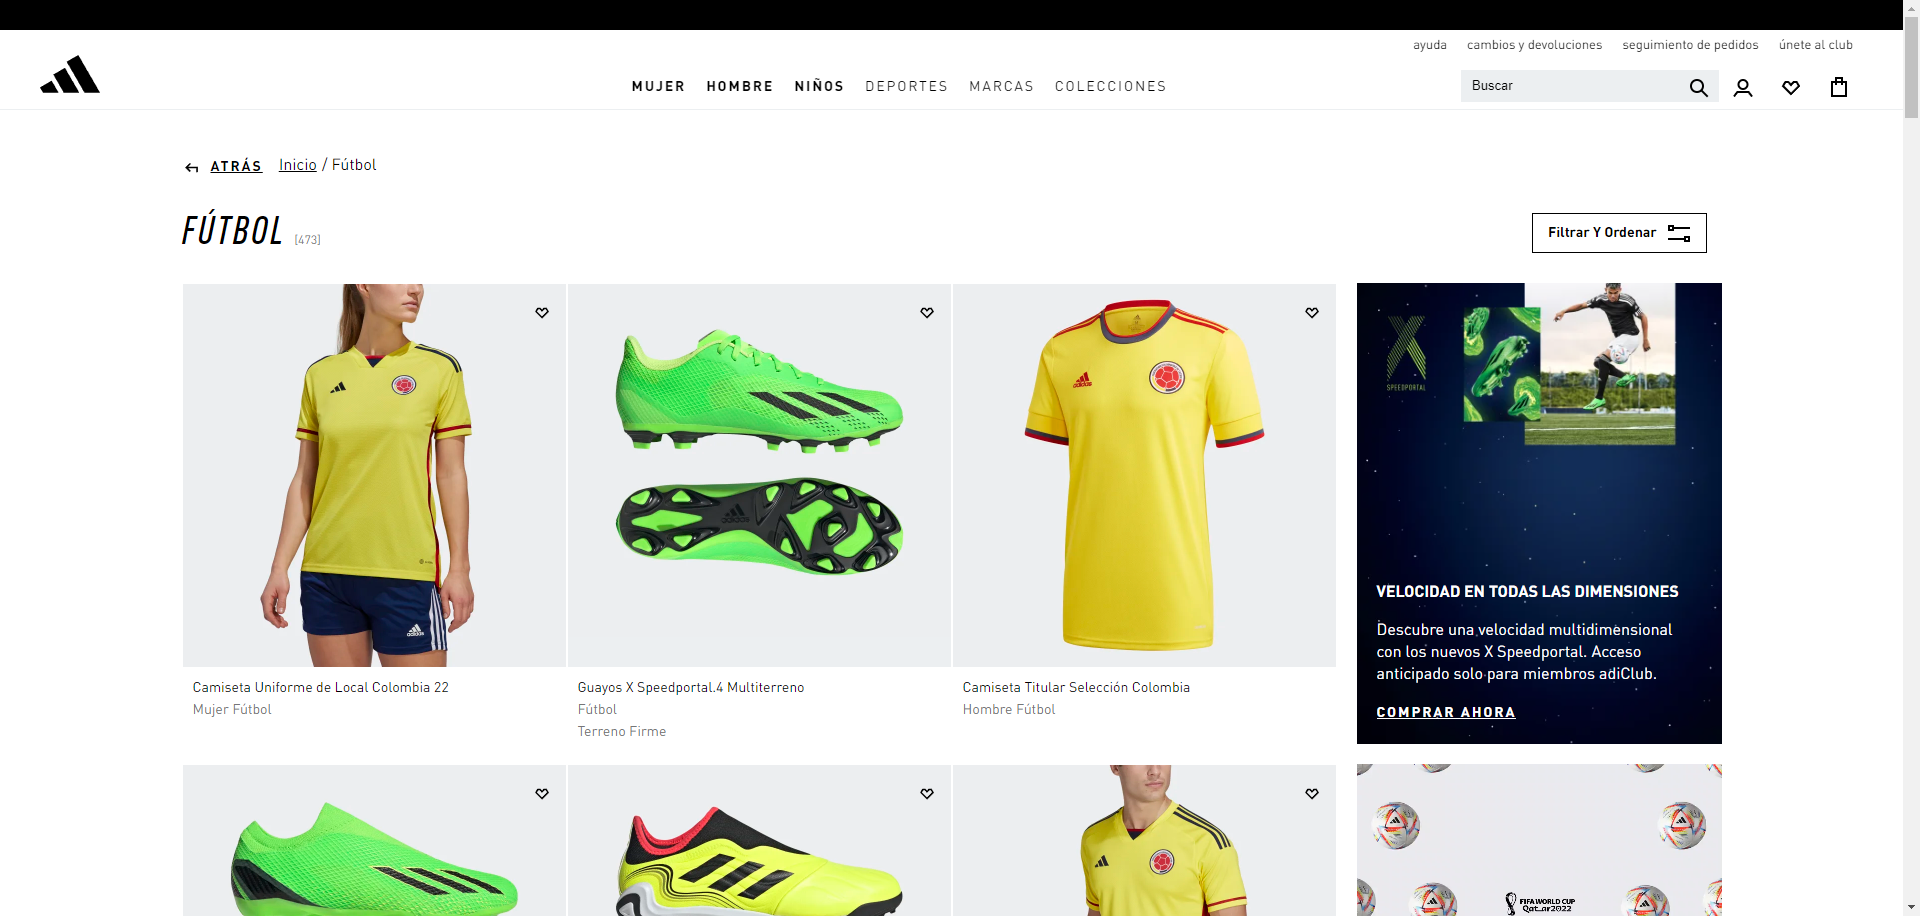 ayuda cambios y devoluciones seguimiento de pedidos únete al club
MUJER HOMBRE NIÑOS DEPORTES MARCAS COLECCIONES
Buscar
ATRÁS Inicio / Fútbol
FÚTBOL [473]
Filtrar Y Ordenar
adidas
Camiseta Uniforme de Local Colombia 22
Mujer Fútbol
adidas
Guayos X Speedportal.4 Multiterreno
Fútbol
Terreno Firme
adidas
Camiseta Titular Selección Colombia
Hombre Fútbol
X
SPEEDPORTAL
VELOCIDAD EN TODAS LAS DIMENSIONES
Descubre una velocidad multidimensional
con los nuevos X Speedportal. Acceso
anticipado solo para miembros adiClub.
COMPRAR AHORA
FIFA WORLD CUP
Qatar2022